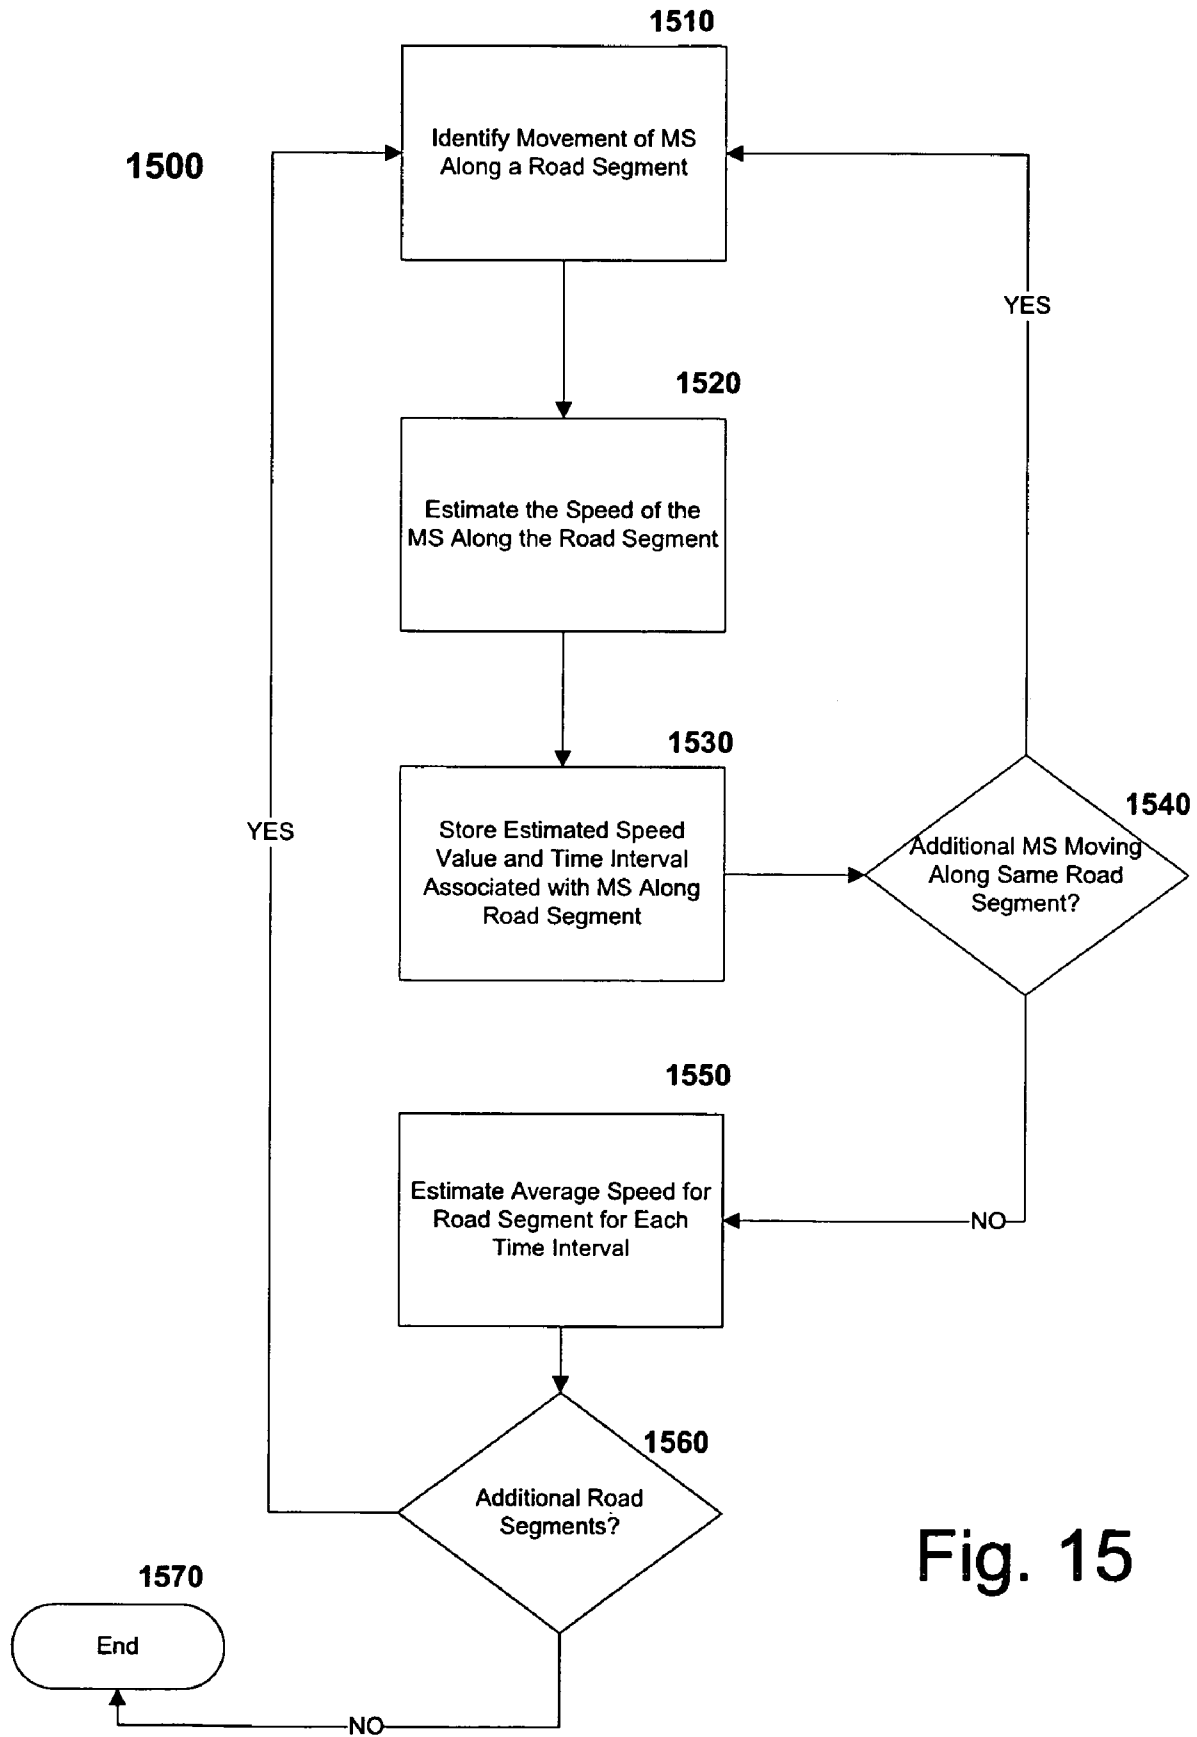 1510
Identify Movement of MS
Along a Road Segment
1500
YES
1520
Estimate the Speed of the
MS Along the Road Segment
1530
Store Estimated Speed
Value and Time Interval
Associated with MS Along
Road Segment
1540
Additional MS Moving
Along Same Road
Segment?
YES
1550
Estimate Average Speed for
Road Segment for Each
Time Interval
NO
1560
Additional Road
Segments?
Fig. 15
1570
End
NO